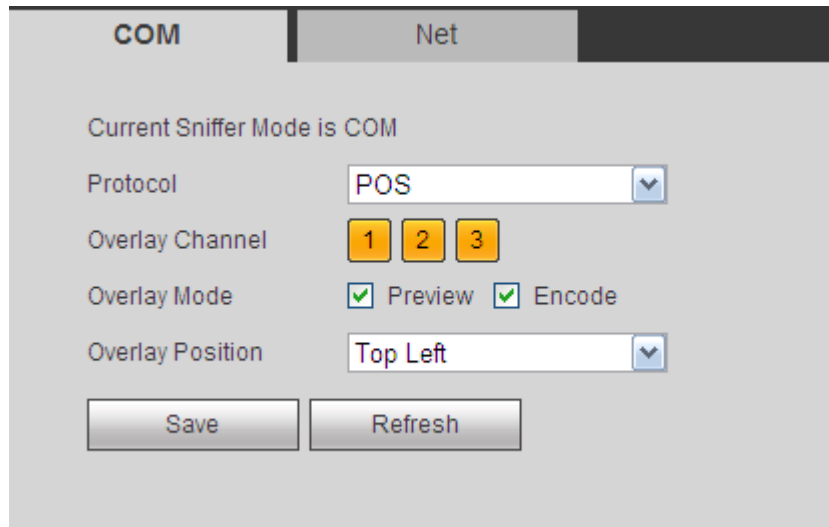 COM Net
Current Sniffer Mode is COM
Protocol POS
Overlay Channel 1 2 3
Overlay Mode Preview Encode
Overlay Position Top Left
Save Refresh